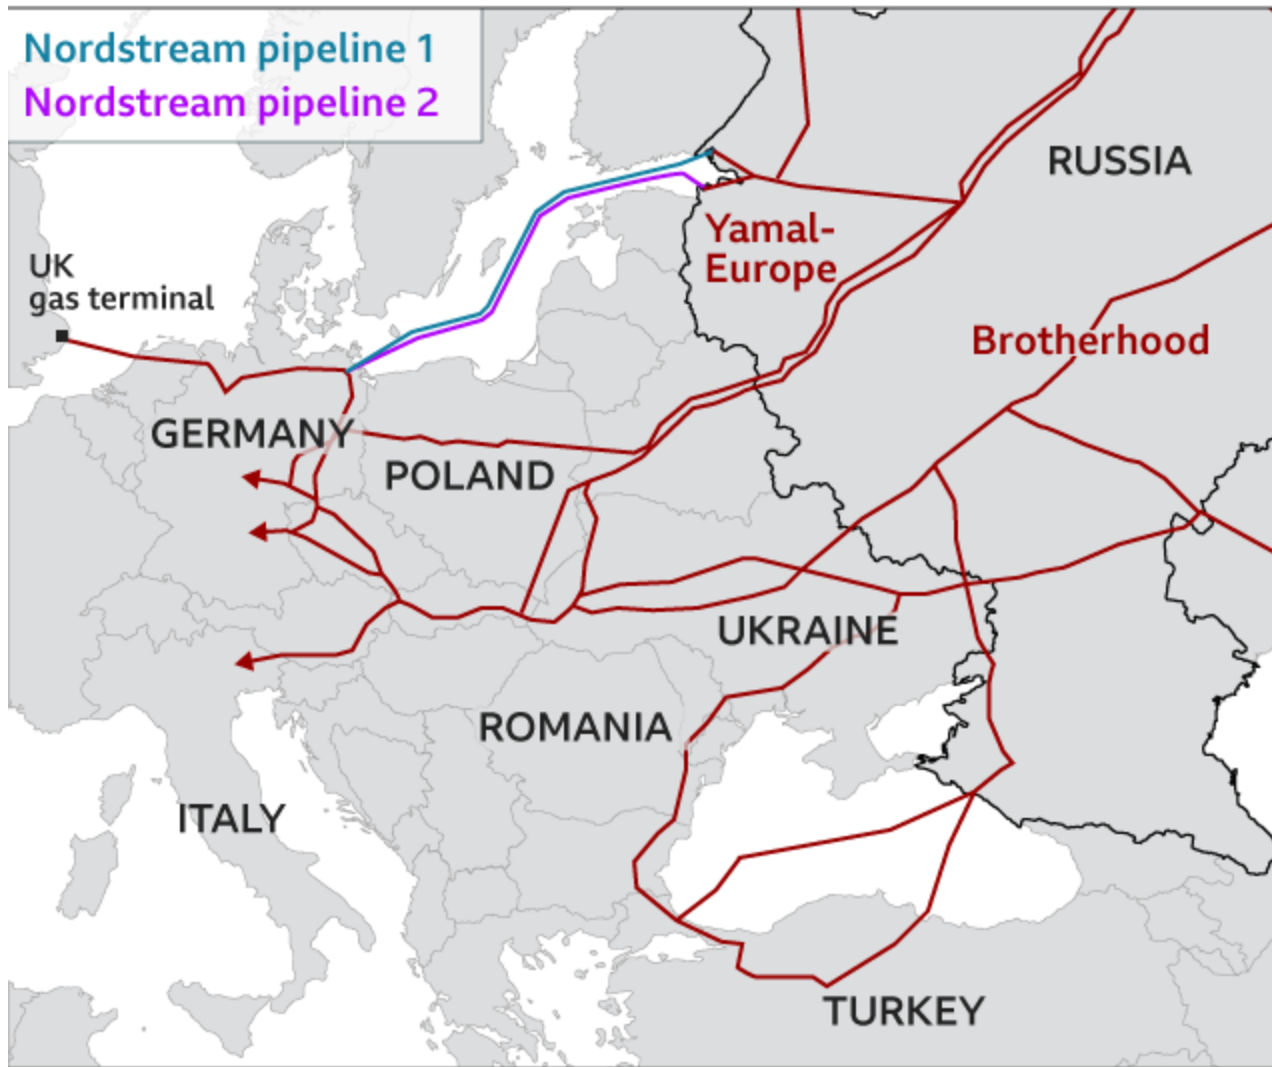 Nordstream pipeline 1
Nordstream pipeline 2
RUSSIA
Yamal-
Europe
UK
gas terminal
Brotherhood
GERMANY
POLAND
UKRAINE
ROMANIA
ITALY
TURKEY